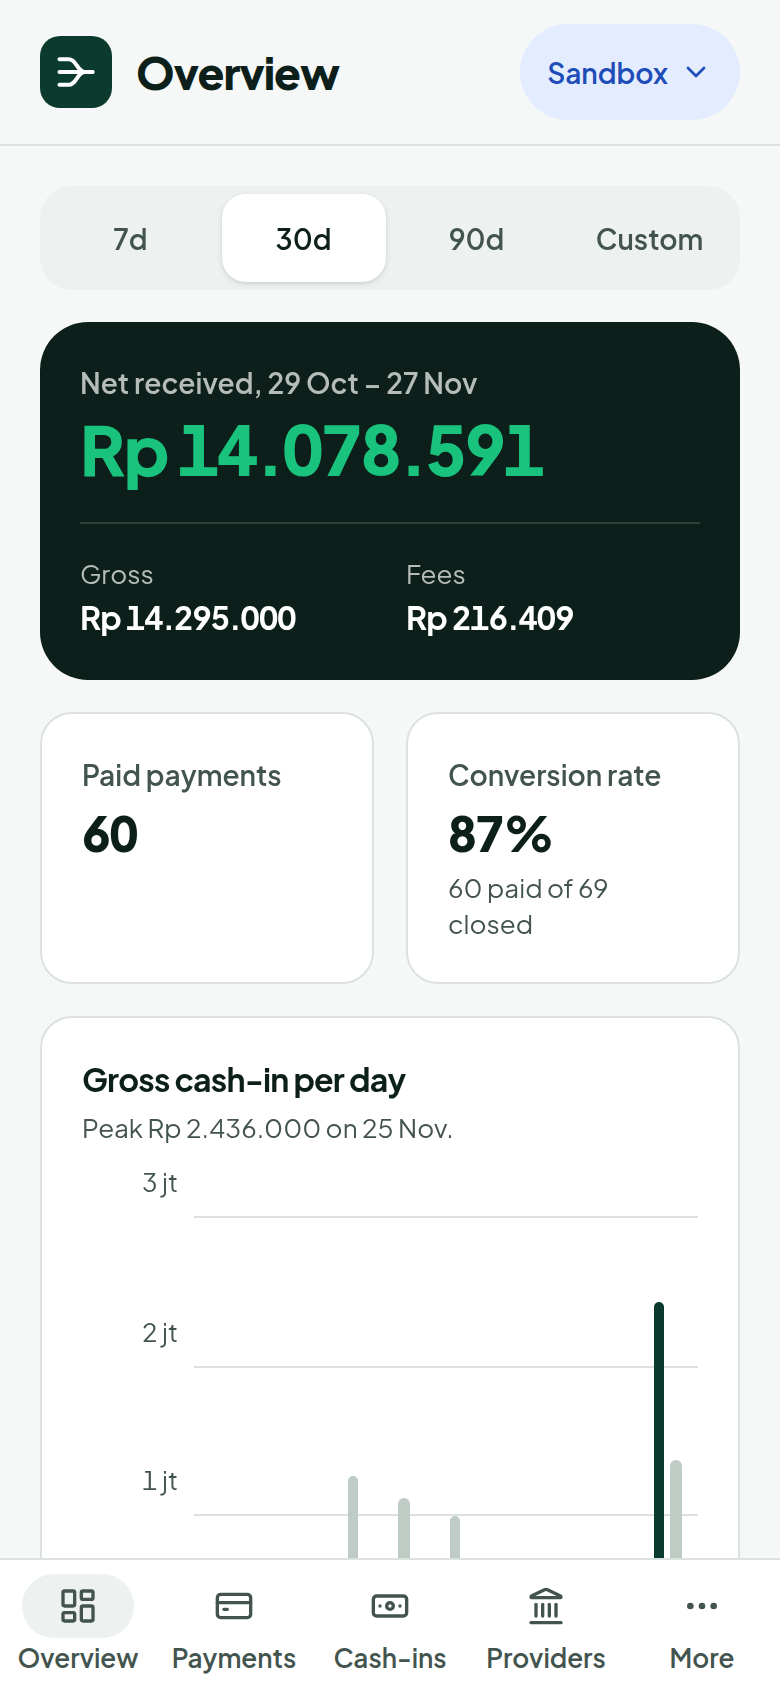 Overview
Sandbox
7d
30d
90d
Custom
Net received, 29 Oct – 27 Nov
Rp 14.078.591
Gross
Fees
Rp 14.295.000
Rp 216.409
Paid payments
60
Conversion rate
87%
60 paid of 69
closed
Gross cash-in per day
Peak Rp 2.436.000 on 25 Nov.
3 jt
2 jt
1 jt
Overview
Payments
Cash-ins
Providers
More